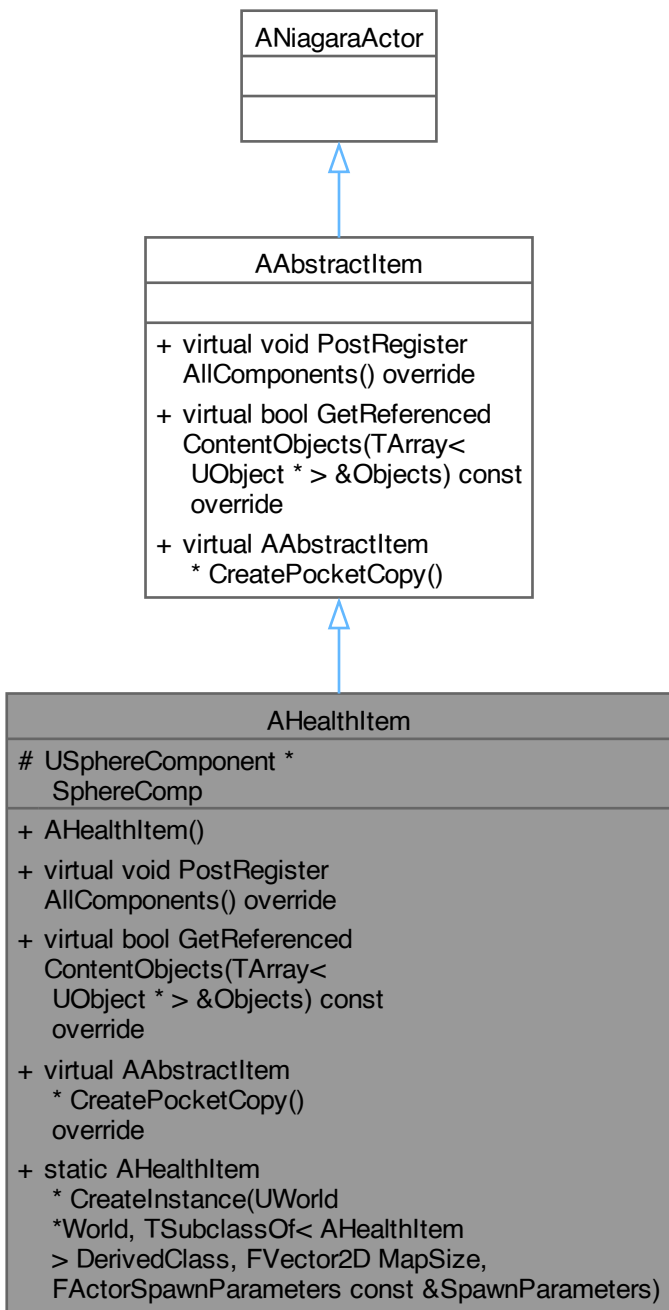 ANiagaraActor
AAbstractItem
+ virtual void PostRegister
AllComponents() override
+ virtual bool GetReferenced
ContentObjects(TArray<
UObject * > &Objects) const
override
+ virtual AAbstractItem
* CreatePocketCopy()
AHealthItem
# USphereComponent *
SphereComp
+ AHealthItem()
+ virtual void PostRegister
AllComponents() override
+ virtual bool GetReferenced
ContentObjects(TArray<
UObject * > &Objects) const
override
+ virtual AAbstractItem
* CreatePocketCopy()
override
+ static AHealthItem
* CreateInstance(UWorld
*World, TSubclassOf< AHealthItem
> DerivedClass, FVector2D MapSize,
FActorSpawnParameters const &SpawnParameters)